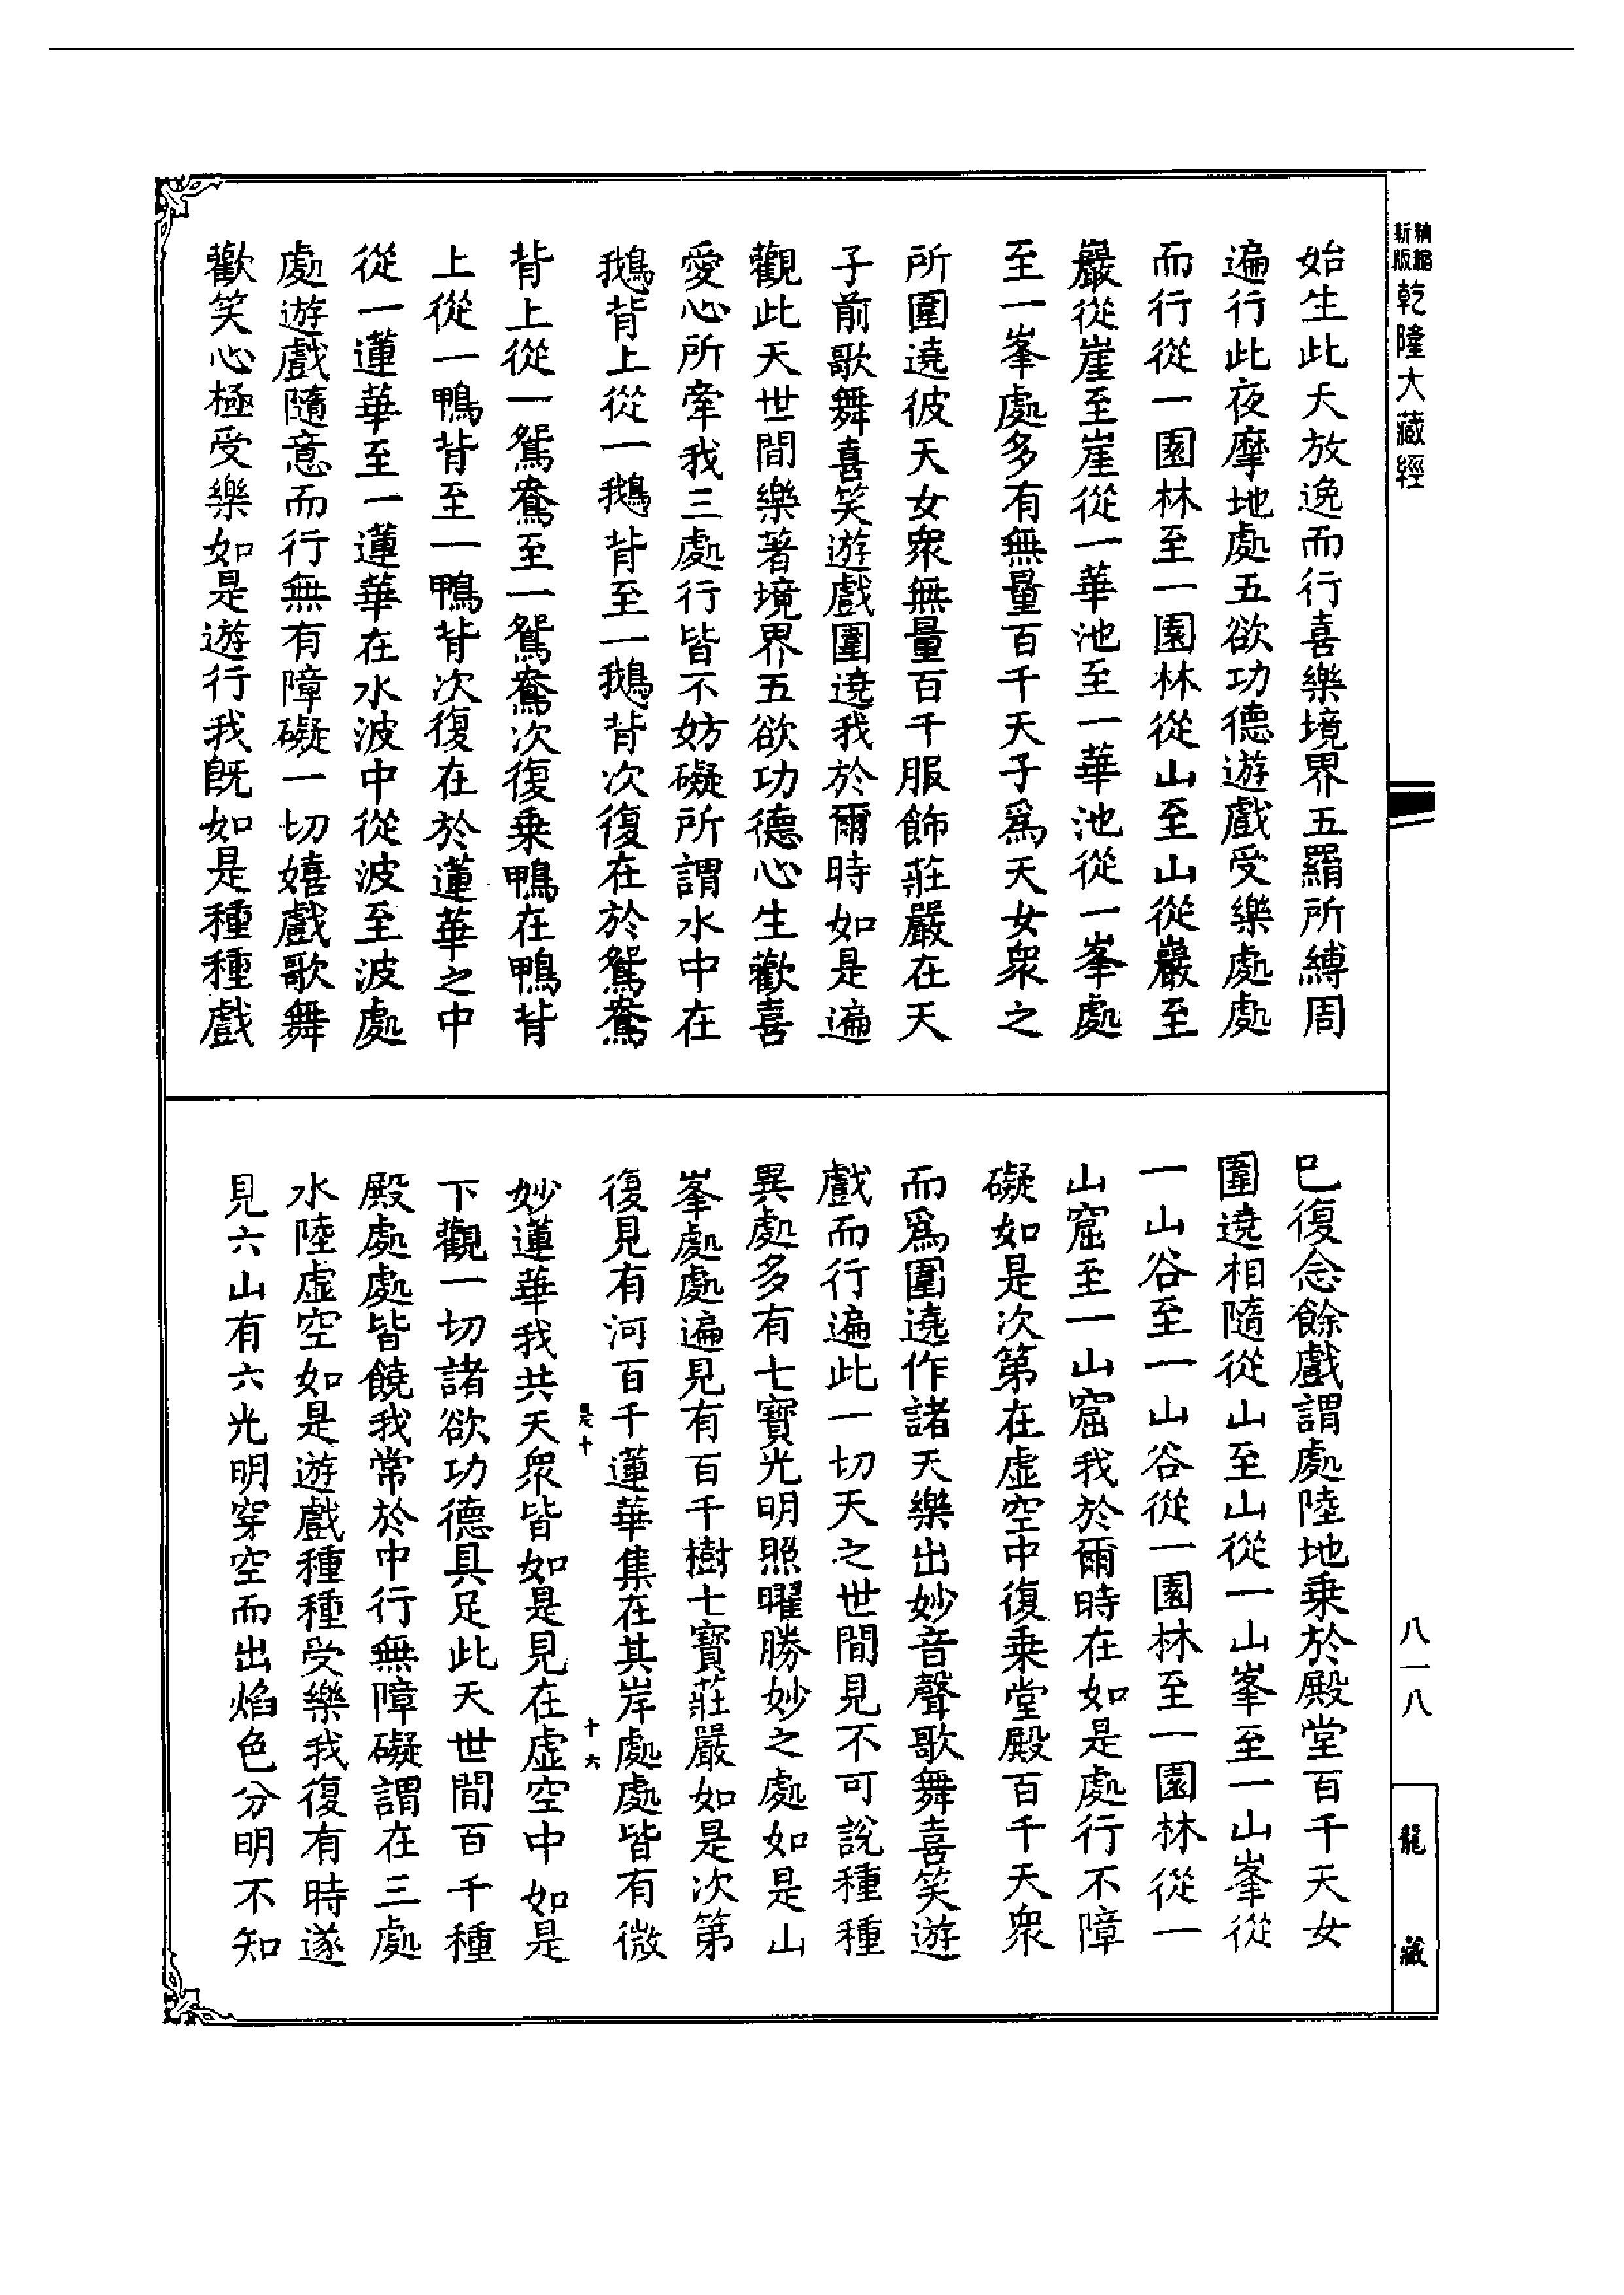 精縮新版乾隆大藏經
始生此天放逸而行喜樂境界五羂所縛周
遍行此夜摩地處五欲功德遊戲受樂處處
而行從一園林至一園林從山至山從巖至
巖從崖至崖從一華池至一華池從一峯處
至一峯處多有無量百千天子爲天女眾之
所圍遶彼天女眾無量百千服飾莊嚴在天
子前歌舞喜笑遊戲圍遶我於爾時如是遍
觀此天世間樂著境界五欲功德心生歡喜
愛心所牽我三處行皆不妨礙所謂水中在
鵝背上從一鵝背至一鵝背次復在於鴛鴦
背上從一鴛鴦至一鴛鴦次復乗鴨在鴨背
上從一鴨背至一鴨背次復在於蓮華之中
從一蓮華至一蓮華在水波中從波至波處
處遊戲隨意而行無有障礙一切嬉戲歌舞
歡笑心極受樂如是遊行我旣如是種種戲
已復念餘戲謂處陸地乗於殿堂百千天女
圍遶相隨從山至山從一山峯至一山峯從
一山谷至一山谷從一園林至一園林從一
山窟至一山窟我於爾時在如是處行不障
礙如是次第在虛空中復乗堂殿百千天眾
而爲圍遶作諸天樂出妙音聲歌舞喜笑遊
戲而行遍此一切天之世間見不可說種種
異處多有七寶光明照曜勝妙之處如是山
峯處處遍見有百千樹七寶莊嚴如是次第
復見有河百千蓮華集在其岸處處皆有微
妙蓮華我共天眾皆如是見在虛空中如是
下觀一切諸欲功德具足此天世間百千種
殿處處皆饒我常於中行無障礙謂在三處
水陸虛空如是遊戲種種受樂我復有時遂
見六山有六光明穿空而出焰色分明不知
十六
八一八
龍藏